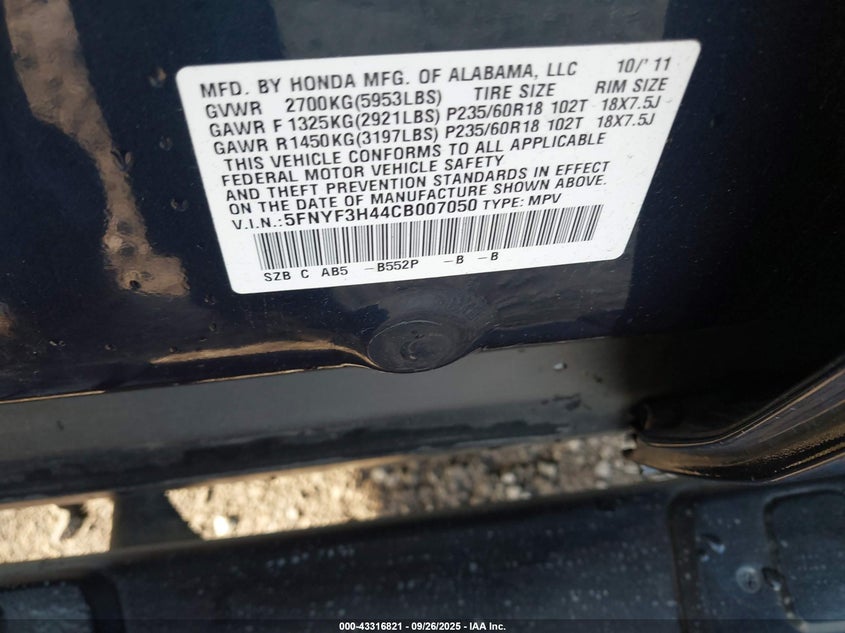 MFD. BY HONDA MFG. OF ALABAMA, LLC 10/'11
GVWR 2700KG(5953LBS) TIRE SIZE RIM SIZE
GAWR F 1325KG(2921LBS) P235/60R18 102T 18X7.5J
GAWR R1450KG(3197LBS) P235/60R18 102T 18X7.5J
THIS VEHICLE CONFORMS TO ALL APPLICABLE
FEDERAL MOTOR VEHICLE SAFETY
AND THEFT PREVENTION STANDARDS IN EFFECT
ON THE DATE OF MANUFACTURE SHOWN ABOVE.
V.I.N.:5FNYF3H44CB007050 TYPE: MPV
SZB C AB5 -B552P -B -B
000-43316821 - 09/26/2025 - IAA Inc.